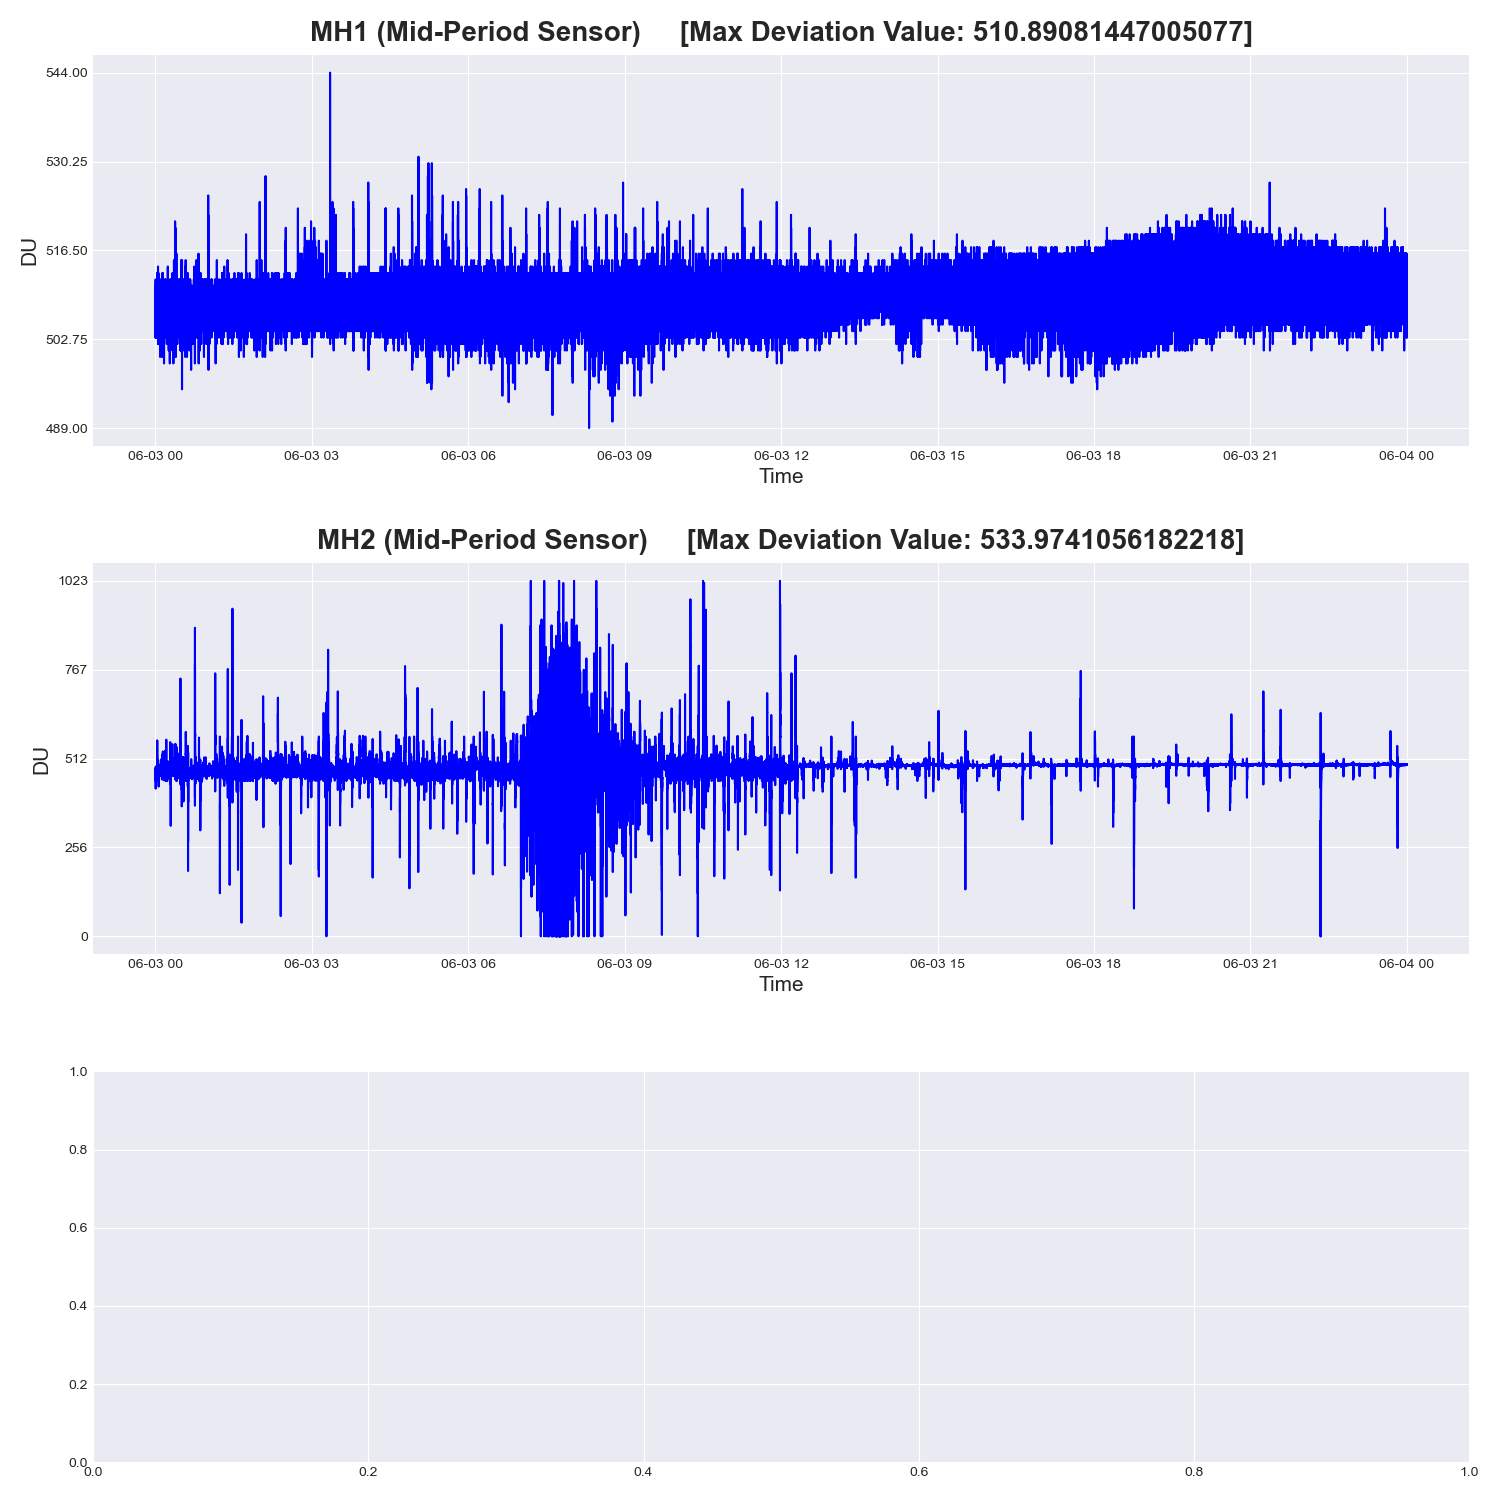 MH1 (Mid-Period Sensor) [Max Deviation Value: 510.89081447005077]
544.00
530.25
516.50
502.75
489.00
DU
06-03 00 06-03 03 06-03 06 06-03 09 06-03 12 06-03 15 06-03 18 06-03 21 06-04 00
Time
MH2 (Mid-Period Sensor) [Max Deviation Value: 533.9741056182218]
1023
767
512
256
0
DU
06-03 00 06-03 03 06-03 06 06-03 09 06-03 12 06-03 15 06-03 18 06-03 21 06-04 00
Time
1.0
0.8
0.6
0.4
0.2
0.0
0.0 0.2 0.4 0.6 0.8 1.0